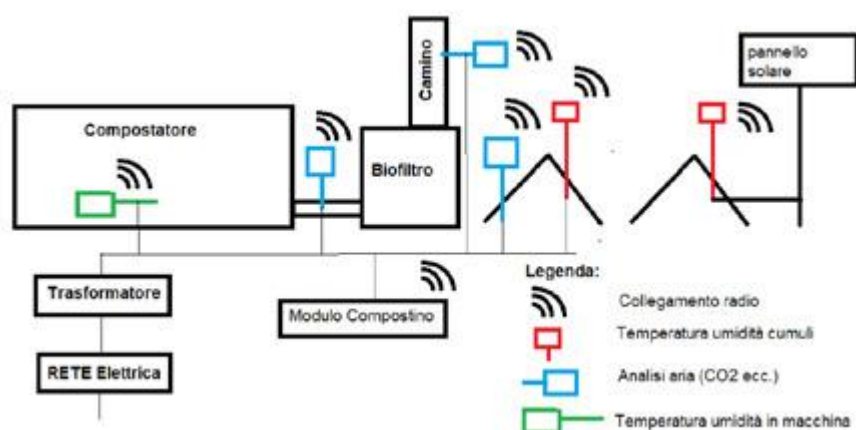 Camino
pannello
solare
Compostatore
Biofiltro
Trasformatore
Modulo Compostino
RETE Elettrica
Legenda:
Collegamento radio
Temperatura umidità cumuli
Analisi aria (CO2 ecc.)
Temperatura umidità in macchina